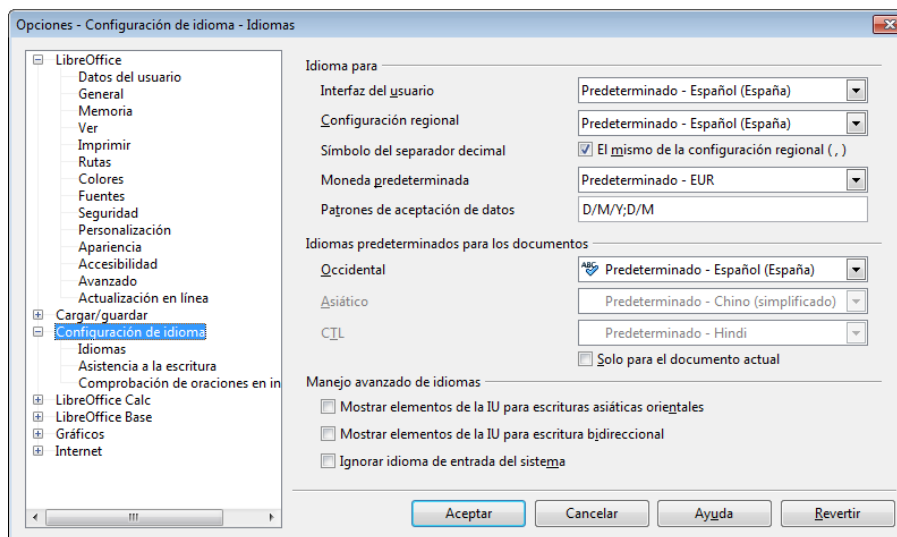 Opciones - Configuración de idioma - Idiomas
LibreOffice
Datos del usuario
General
Memoria
Ver
Imprimir
Rutas
Colores
Fuentes
Seguridad
Personalización
Apariencia
Accesibilidad
Avanzado
Actualización en línea
Cargar/guardar
Configuración de idioma
Idiomas
Asistencia a la escritura
Comprobación de oraciones en in
LibreOffice Calc
LibreOffice Base
Gráficos
Internet
Idioma para
Interfaz del usuario Predeterminado - Español (España)
Configuración regional Predeterminado - Español (España)
Símbolo del separador decimal El mismo de la configuración regional ( , )
Moneda predeterminada Predeterminado - EUR
Patrones de aceptación de datos D/M/Y;D/M
Idiomas predeterminados para los documentos
Occidental ABC Predeterminado - Español (España)
Asiático Predeterminado - Chino (simplificado)
CTL Predeterminado - Hindi
Solo para el documento actual
Manejo avanzado de idiomas
Mostrar elementos de la IU para escrituras asiáticas orientales
Mostrar elementos de la IU para escritura bidireccional
Ignorar idioma de entrada del sistema
Aceptar Cancelar Ayuda Revertir